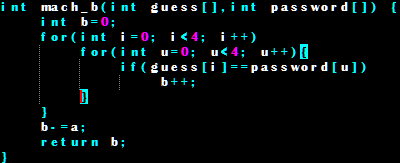 int mach_b(int guess[],int password[]) {
    int b=0;
    for(int i=0; i<4; i++)
        for(int u=0; u<4; u++){
            if(guess[i]==password[u])
                b++;
        }
    }
    b-=a;
    return b;
}